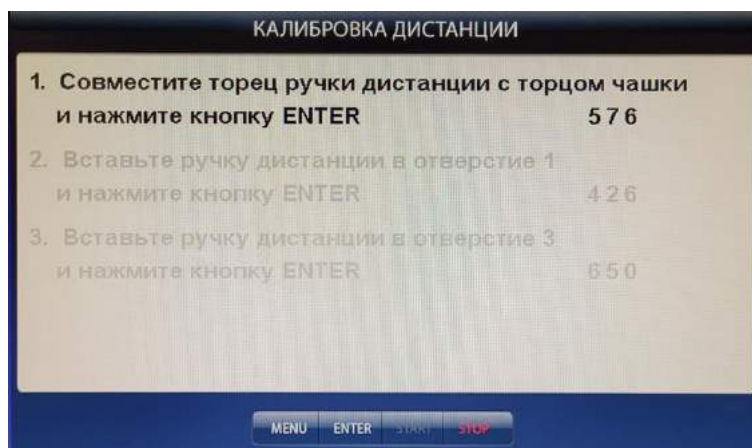 КАЛИБРОВКА ДИСТАНЦИИ
1. Совместите торец ручки дистанции с торцом чашки
и нажмите кнопку ENTER 576
2. Вставьте ручку дистанции в отверстие 1
и нажмите кнопку ENTER 426
3. Вставьте ручку дистанции в отверстие 3
и нажмите кнопку ENTER 650
MENU ENTER START STOP